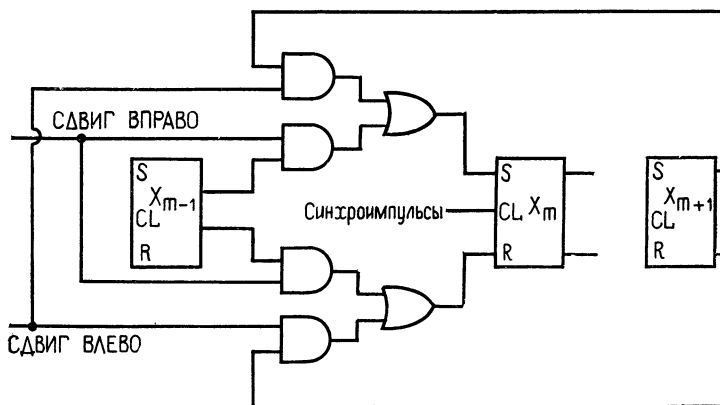 СДВИГ ВПРАВО
S
X m-1
CL
R
Синхроимпульсы
S
CL X m
R
S
X m+1
CL
R
СДВИГ ВЛЕВО